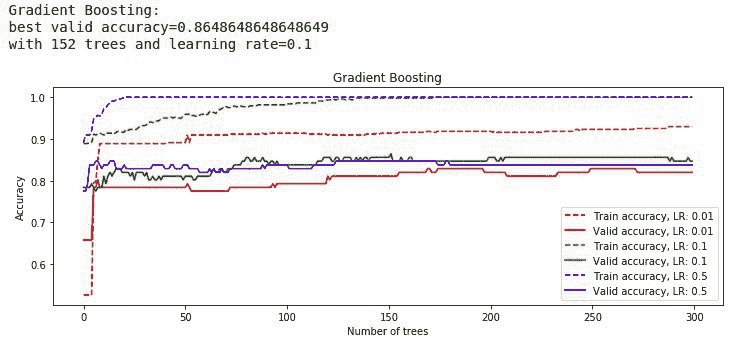 Gradient Boosting:
best valid accuracy=0.8648648648648649
with 152 trees and learning rate=0.1
Gradient Boosting
1.0
0.9
0.8
0.7
0.6
Accuracy
0
50
100
150
200
250
300
Number of trees
Train accuracy, LR: 0.01
Valid accuracy, LR: 0.01
Train accuracy, LR: 0.1
Valid accuracy, LR: 0.1
Train accuracy, LR: 0.5
Valid accuracy, LR: 0.5